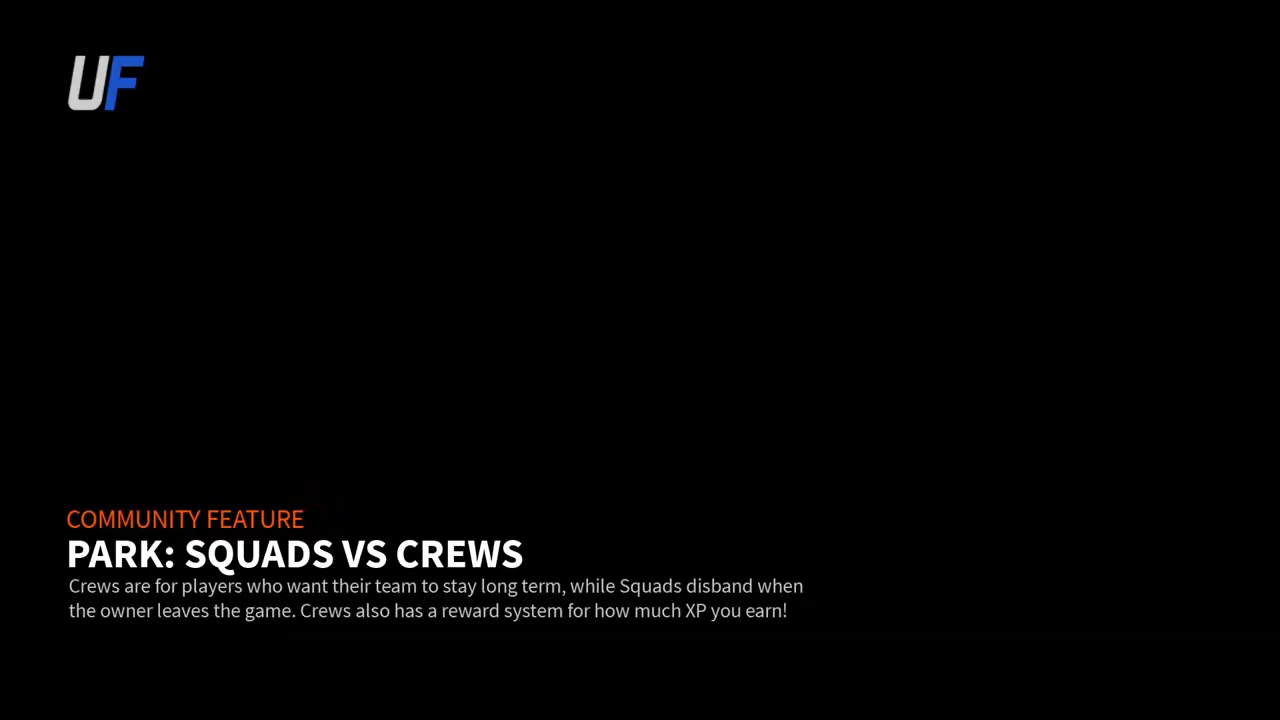 UF
COMMUNITY FEATURE
PARK: SQUADS VS CREWS
Crews are for players who want their team to stay long term, while Squads disband when
the owner leaves the game. Crews also has a reward system for how much XP you earn!